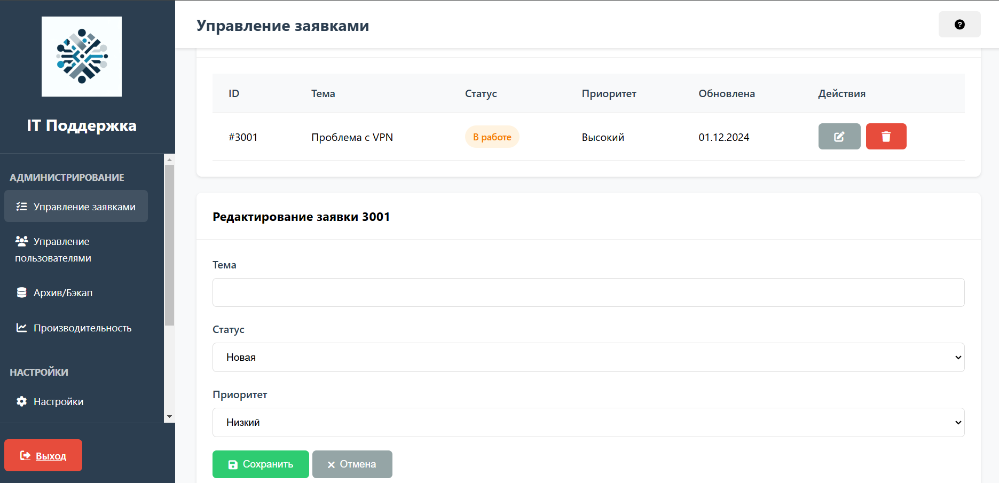 IT Поддержка
АДМИНИСТРИРОВАНИЕ
Управление заявками
Управление
пользователями
Архив/Бэкап
Производительность
НАСТРОЙКИ
Настройки
Выход
Управление заявками
?
ID Тема Статус Приоритет Обновлена Действия
#3001 Проблема с VPN В работе Высокий 01.12.2024
Редактирование заявки 3001
Тема
Статус
Новая
Приоритет
Низкий
Сохранить Отмена